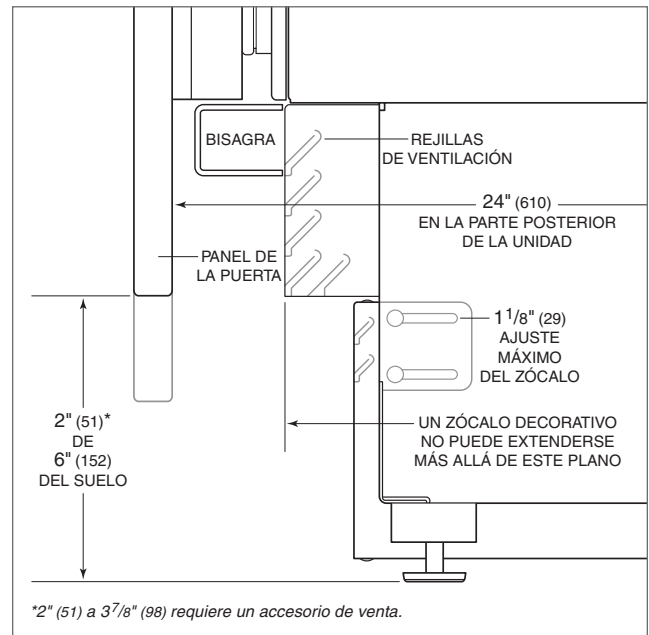 BISAGRA
REJILLAS
DE VENTILACIÓN
24" (610)
EN LA PARTE POSTERIOR
DE LA UNIDAD
PANEL DE
LA PUERTA
1 1/8" (29)
AJUSTE
MÁXIMO
DEL ZÓCALO
2" (51)*
DE
6" (152)
DEL SUELO
UN ZÓCALO DECORATIVO
NO PUEDE EXTENDERSE
MÁS ALLÁ DE ESTE PLANO
*2" (51) a 3 7/8" (98) requiere un accesorio de venta.